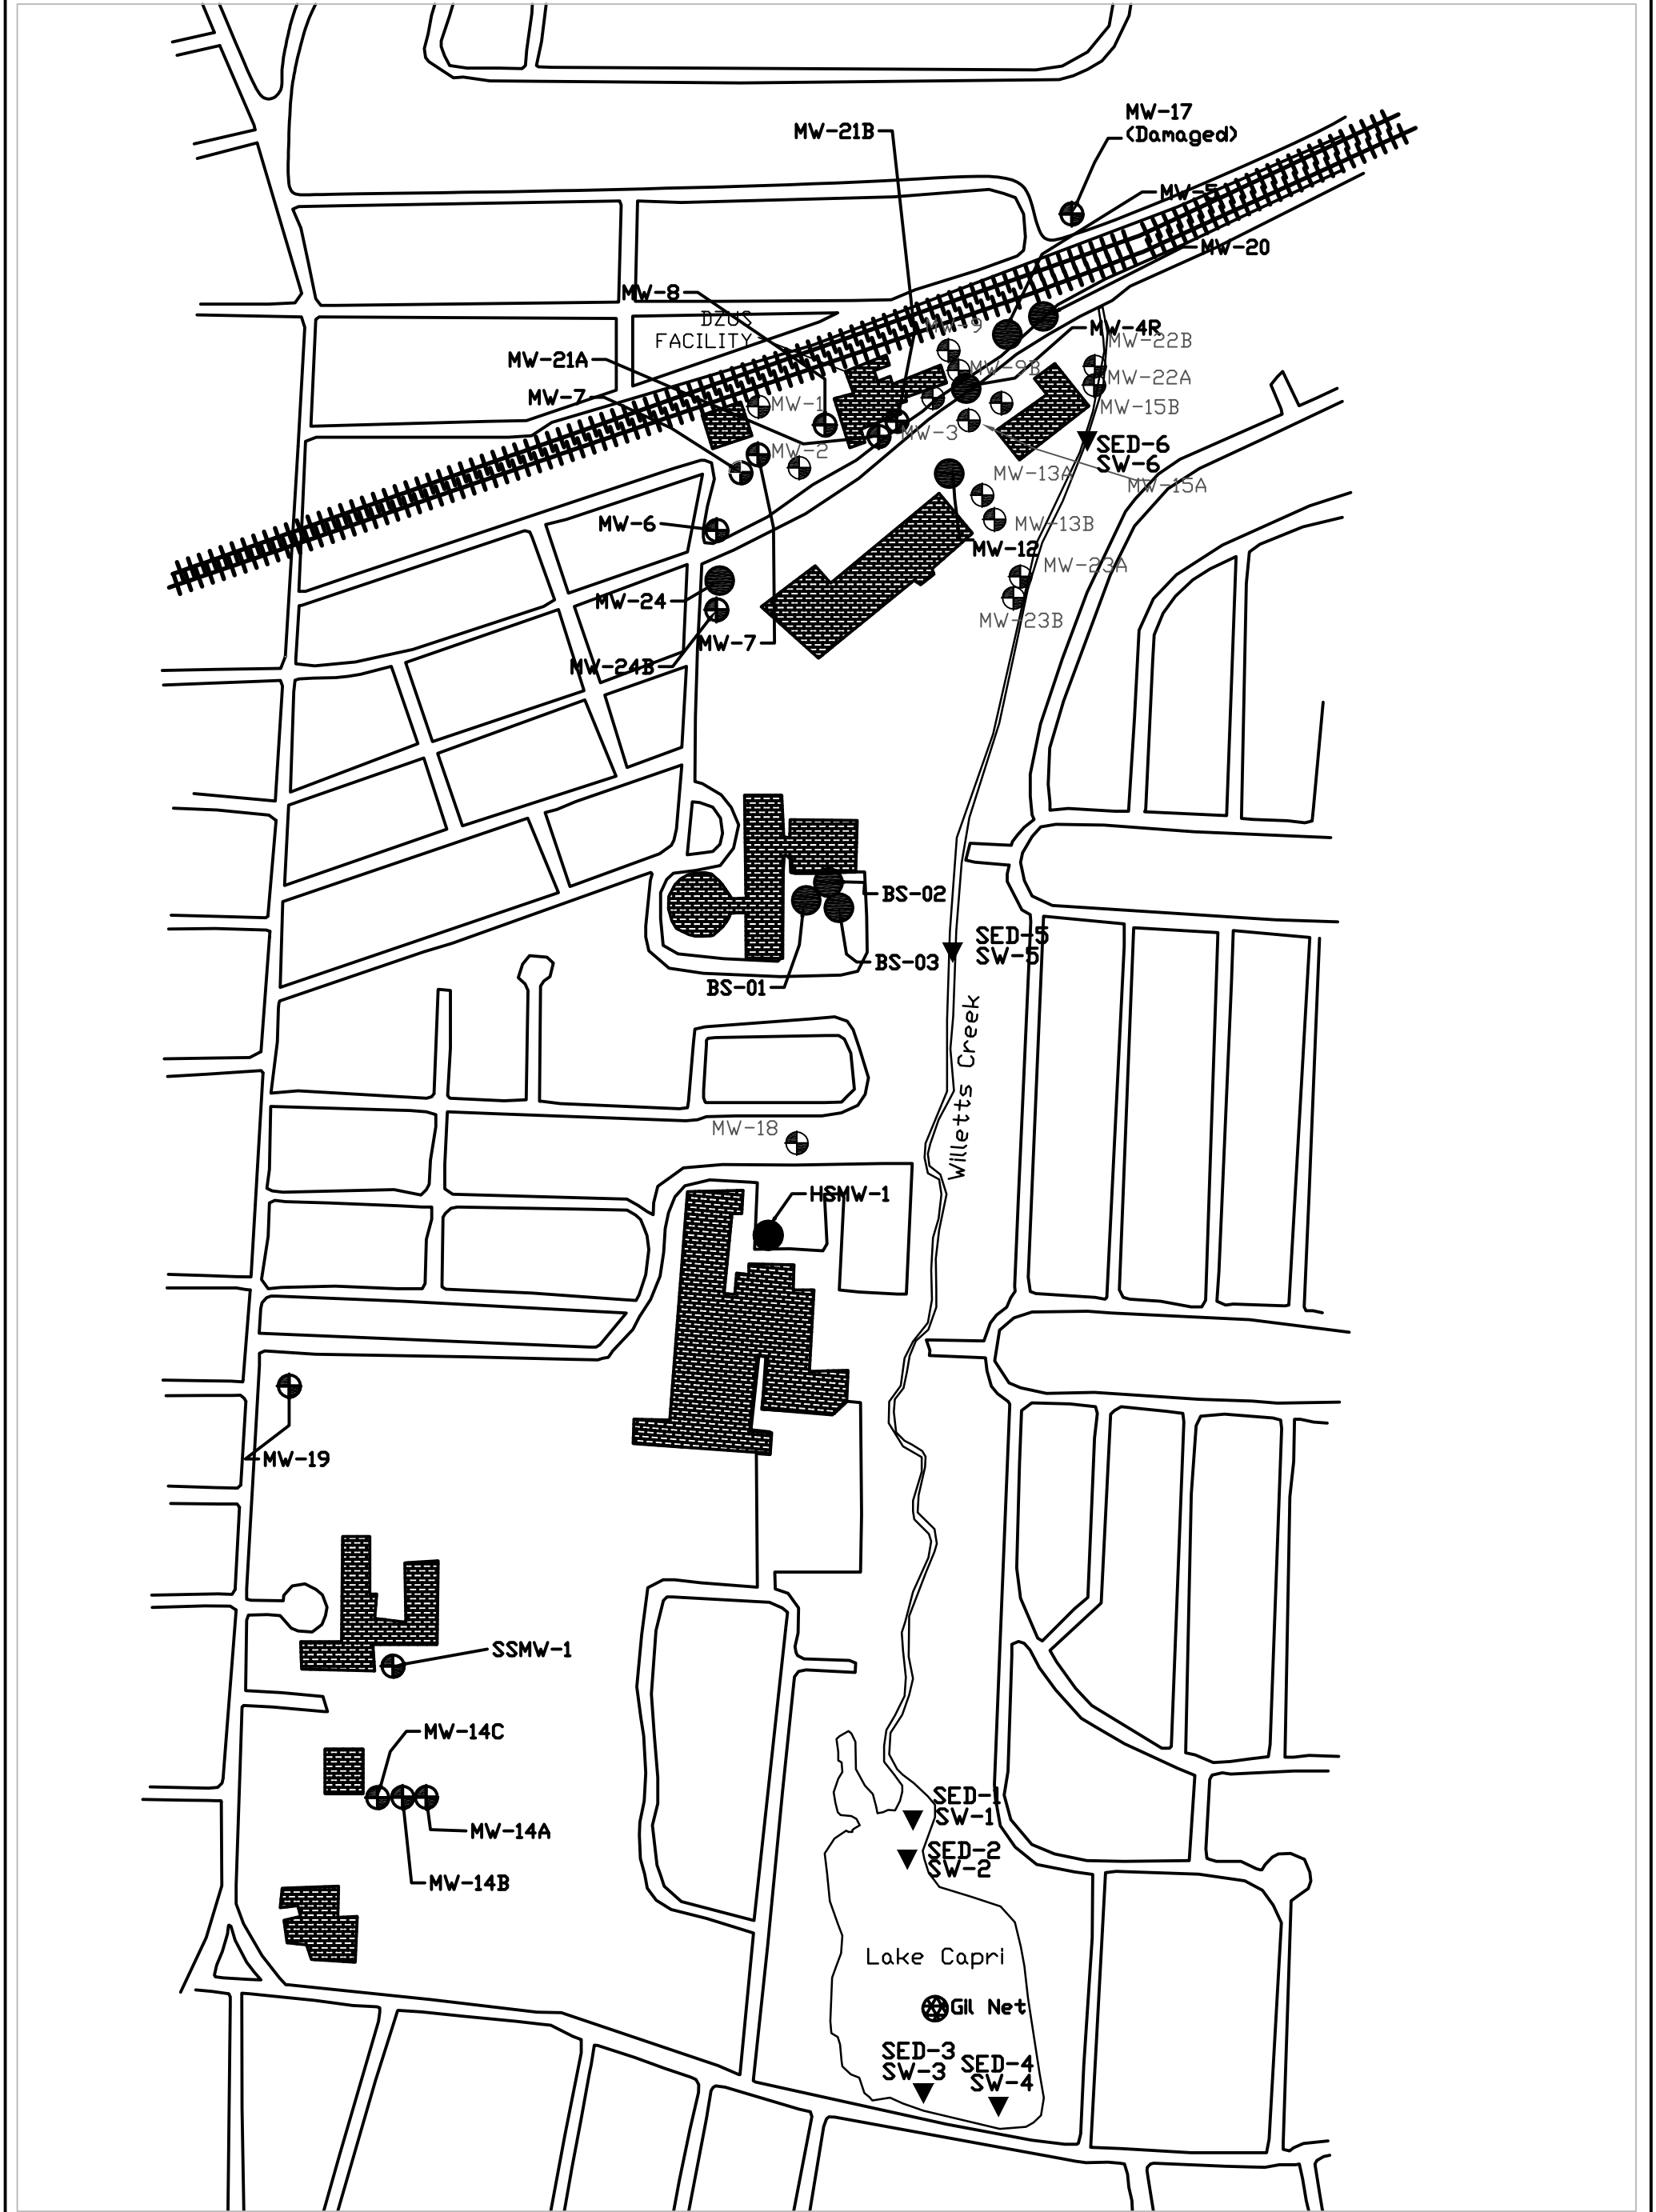 MW-17
(Damaged)
MW-21B
MW-5
MW-20
MW-8
DZUS
FACILITY
MW-9
MW-4R
MW-22B
MW-21A
MW-9B
MW-22A
MW-7
MW-1
MW-15B
MW-3
MW-2
SED-6
SW-6
MW-13A
MW-15A
MW-6
MW-13B
MW-12
MW-23A
MW-24
MW-23B
MW-7
MW-24B
BS-02
SED-5
SW-5
BS-03
BS-01
Willetts Creek
MW-18
HSMW-1
MW-19
SSMW-1
MW-14C
SED-1
SW-1
MW-14A
SED-2
SW-2
MW-14B
Lake Capri
Gil Net
SED-3
SW-3
SED-4
SW-4